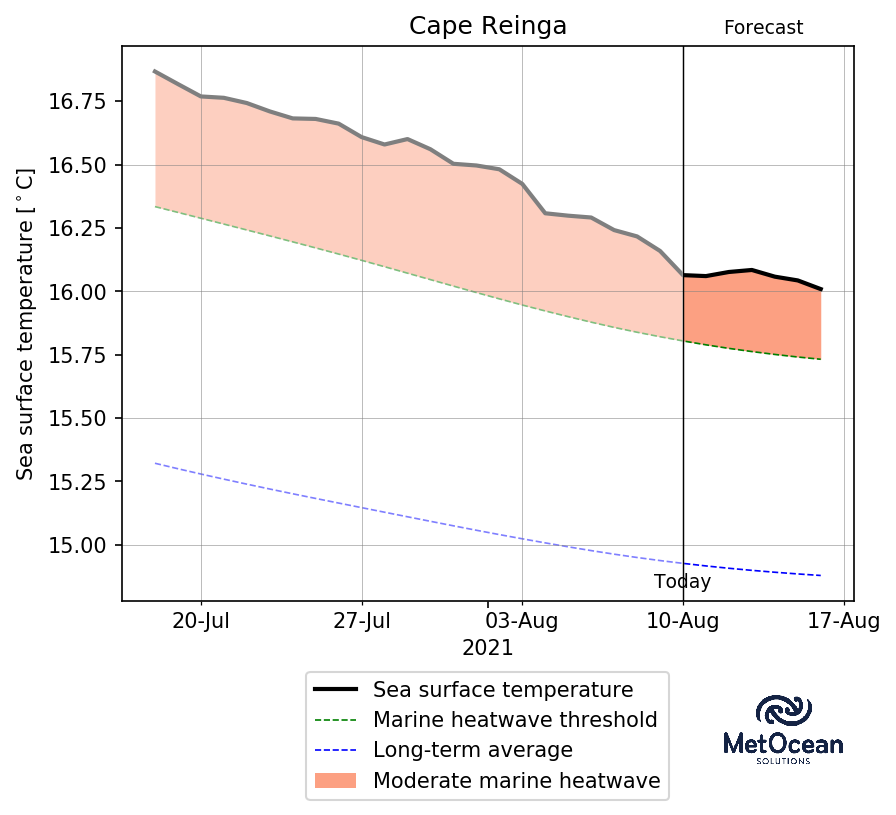 Cape Reinga
Forecast
Sea surface temperature [°C]
16.75
16.50
16.25
16.00
15.75
15.50
15.25
15.00
Today
20-Jul 27-Jul 03-Aug 10-Aug 17-Aug
2021
Sea surface temperature
Marine heatwave threshold
Long-term average
Moderate marine heatwave
MetOcean
SOLUTIONS